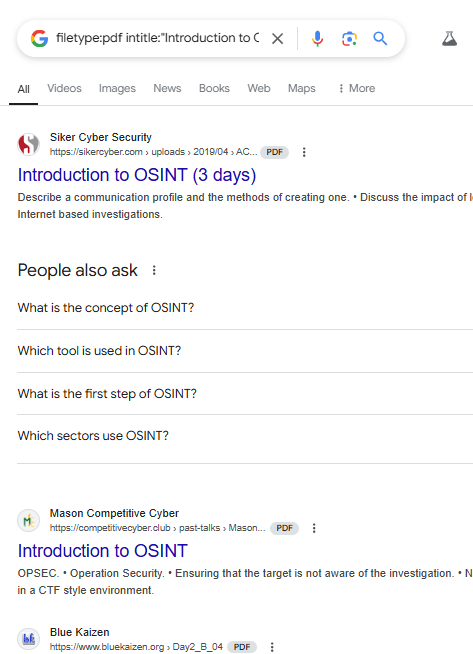 filetype:pdf intitle:"Introduction to
All Videos Images News Books Web Maps More
Siker Cyber Security
https://sikercyber.com › uploads › 2019/04 › AC... PDF
Introduction to OSINT (3 days)
Describe a communication profile and the methods of creating one. • Discuss the impact of
Internet based investigations.
People also ask
What is the concept of OSINT?
Which tool is used in OSINT?
What is the first step of OSINT?
Which sectors use OSINT?
Mason Competitive Cyber
https://competitivecyber.club › past-talks › Mason... PDF
Introduction to OSINT
OPSEC. • Operation Security. • Ensuring that the target is not aware of the investigation. •
in a CTF style environment.
Blue Kaizen
https://www.bluekaizen.org › Day2_B_04 PDF